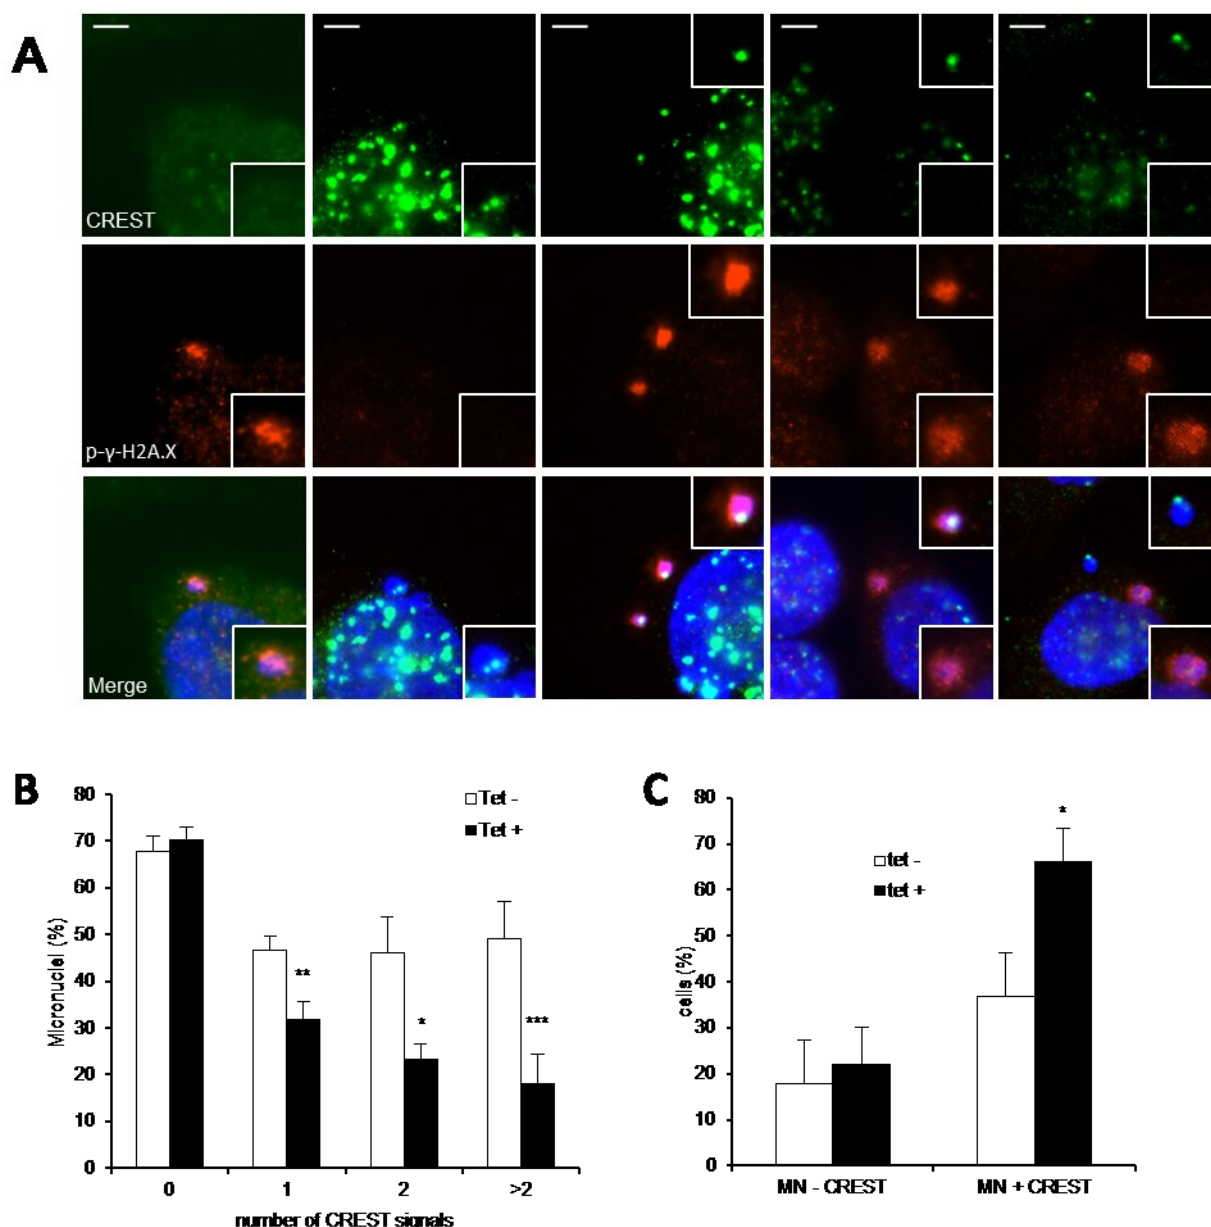 A
CREST
p-γ-H2A.X
Merge
B
80
70
60
50
40
30
20
10
0
Micronuclei (%)
Tet -
Tet +
**
*
***
0 1 2 >2
number of CREST signals
C
80
70
60
50
40
30
20
10
0
cells (%)
tet -
tet +
*
MN - CREST MN + CREST